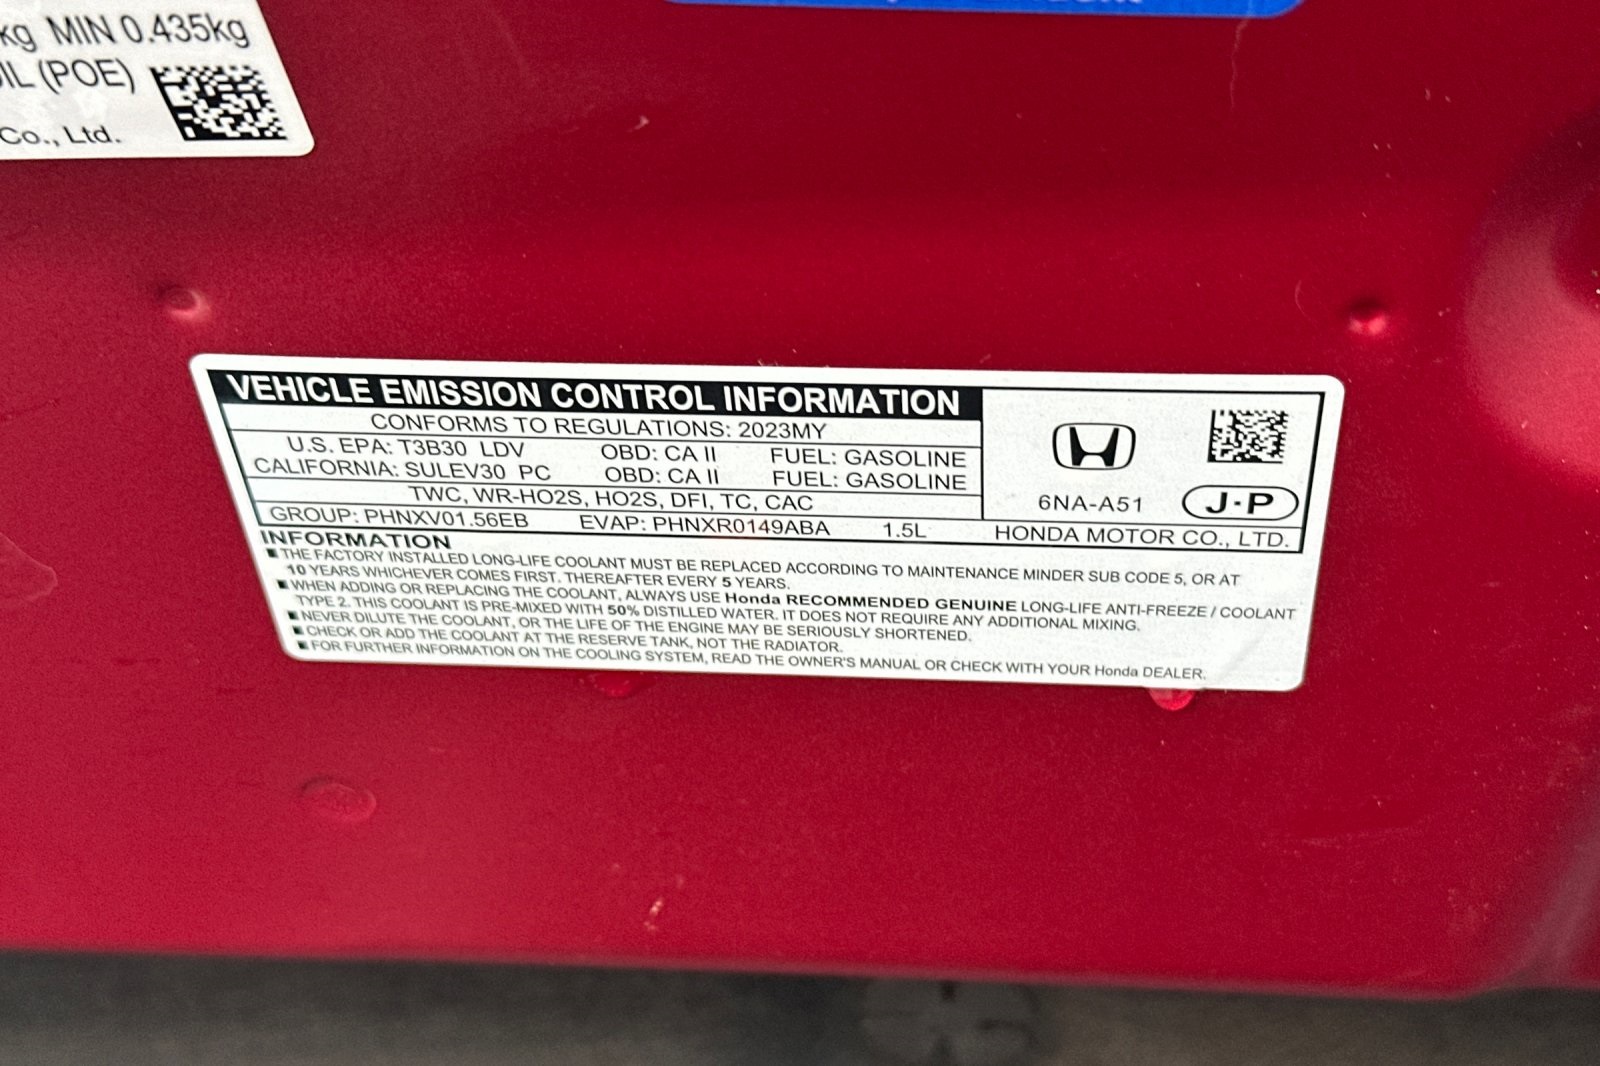 kg MIN 0.435kg
OIL (POE)
Co., Ltd.
VEHICLE EMISSION CONTROL INFORMATION
CONFORMS TO REGULATIONS: 2023MY
U.S. EPA: T3B30 LDV OBD: CA II FUEL: GASOLINE
CALIFORNIA: SULEV30 PC OBD: CA II FUEL: GASOLINE
TWC, WR-HO2S, HO2S, DFI, TC, CAC
GROUP: PHNXV01.56EB EVAP: PHNXR0149ABA 1.5L
6NA-A51
J·P
HONDA MOTOR CO., LTD.
INFORMATION
■ THE FACTORY INSTALLED LONG-LIFE COOLANT MUST BE REPLACED ACCORDING TO MAINTENANCE MINDER SUB CODE 5, OR AT
10 YEARS WHICHEVER COMES FIRST. THEREAFTER EVERY 5 YEARS.
■ WHEN ADDING OR REPLACING THE COOLANT, ALWAYS USE Honda RECOMMENDED GENUINE LONG-LIFE ANTI-FREEZE / COOLANT
TYPE 2. THIS COOLANT IS PRE-MIXED WITH 50% DISTILLED WATER. IT DOES NOT REQUIRE ANY ADDITIONAL MIXING.
■ NEVER DILUTE THE COOLANT, OR THE LIFE OF THE ENGINE MAY BE SERIOUSLY SHORTENED.
■ CHECK OR ADD THE COOLANT AT THE RESERVE TANK, NOT THE RADIATOR.
■ FOR FURTHER INFORMATION ON THE COOLING SYSTEM, READ THE OWNER'S MANUAL OR CHECK WITH YOUR Honda DEALER.